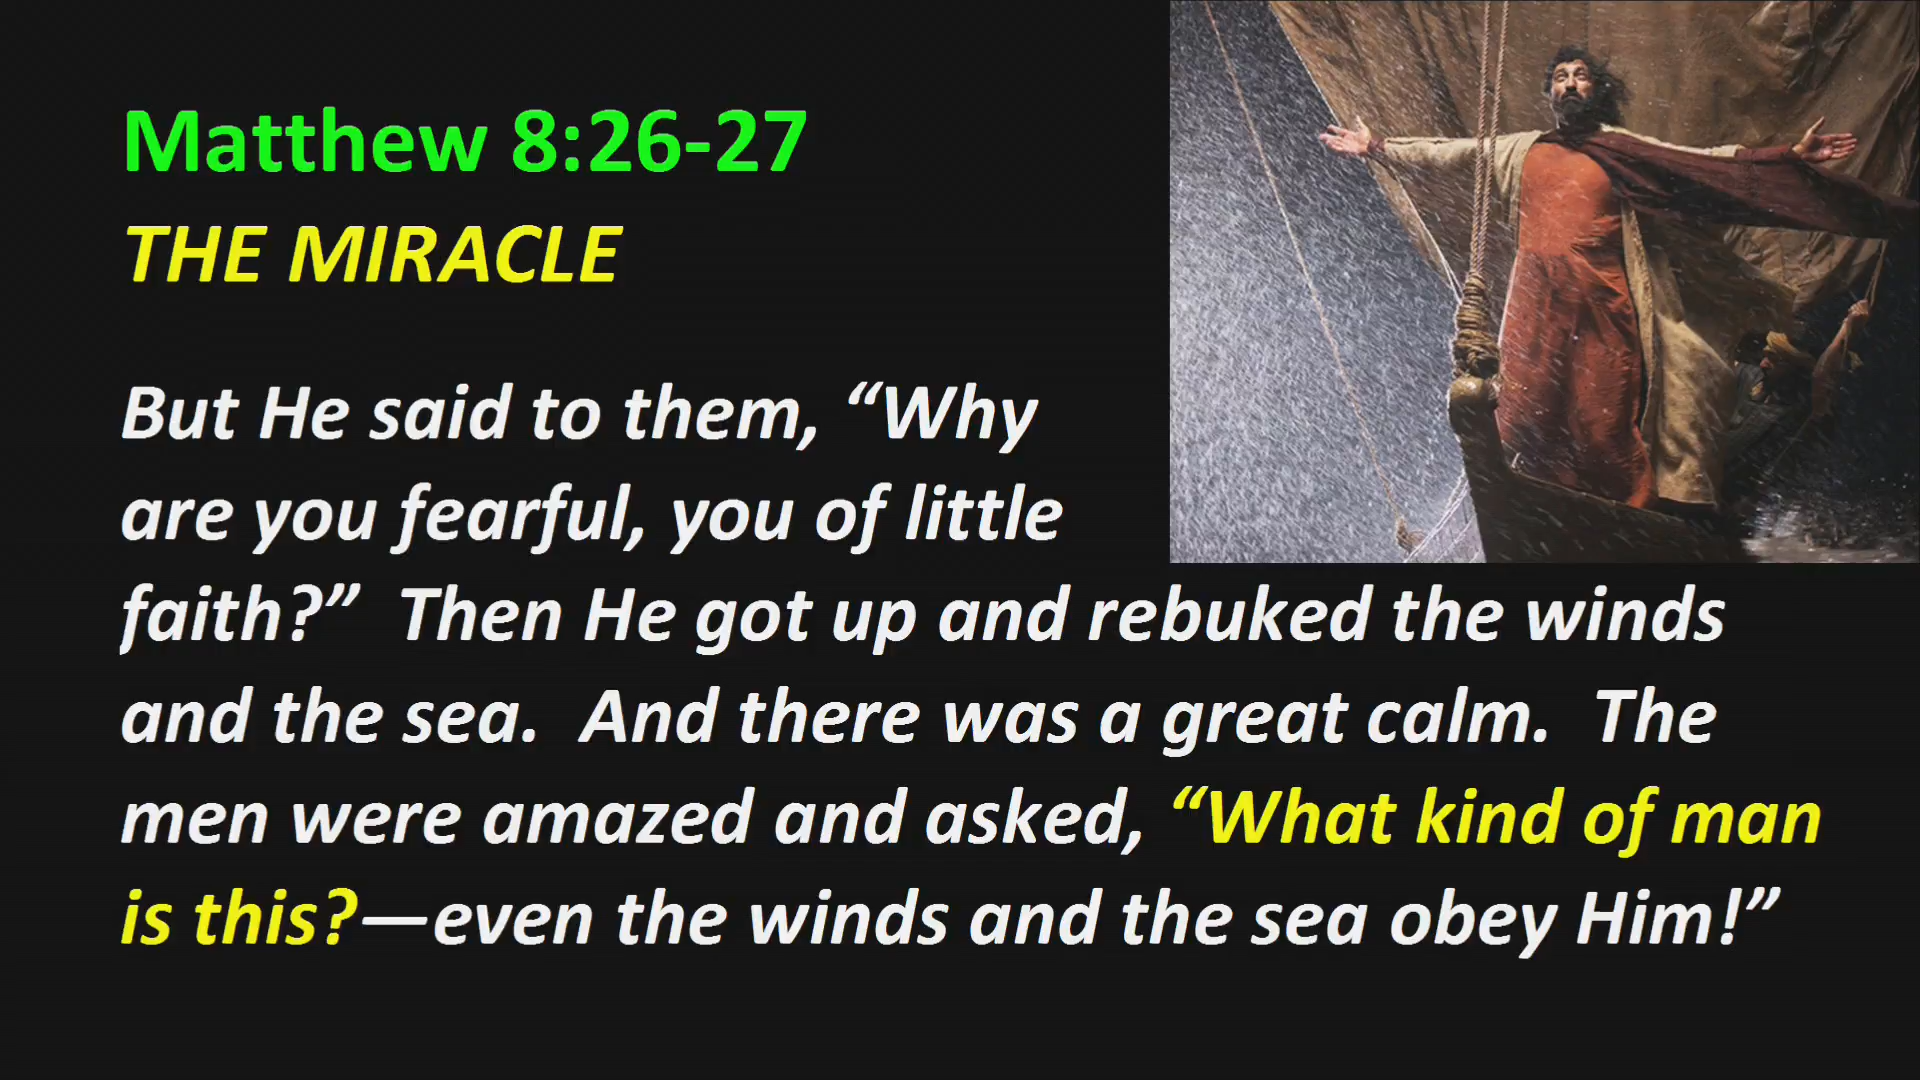 Matthew 8:26-27
THE MIRACLE
But He said to them, “Why
are you fearful, you of little
faith?”  Then He got up and rebuked the winds
and the sea.  And there was a great calm.  The
men were amazed and asked, “What kind of man
is this?—even the winds and the sea obey Him!”